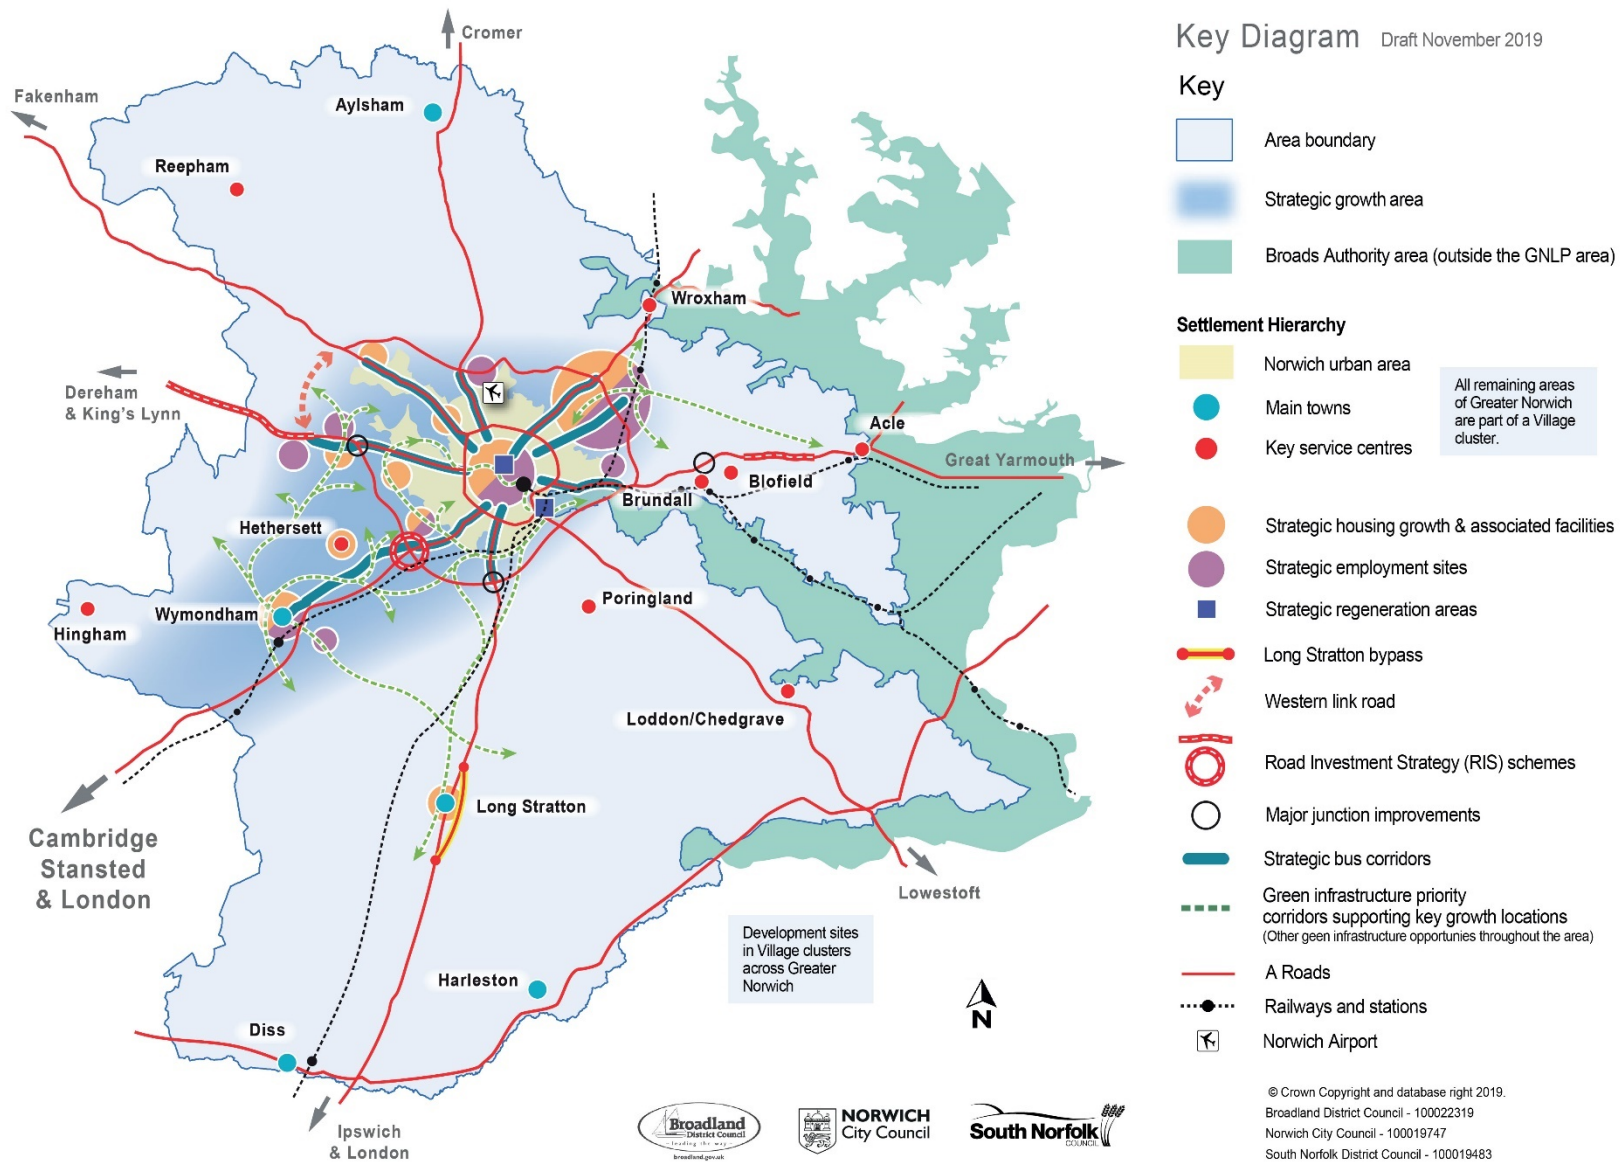 Key Diagram Draft November 2019
Key
Area boundary
Strategic growth area
Broads Authority area (outside the GNLP area)
Settlement Hierarchy
Norwich urban area
Main towns
Key service centres
All remaining areas
of Greater Norwich
are part of a Village
cluster.
Strategic housing growth & associated facilities
Strategic employment sites
Strategic regeneration areas
Long Stratton bypass
Western link road
Road Investment Strategy (RIS) schemes
Major junction improvements
Strategic bus corridors
Green infrastructure priority
corridors supporting key growth locations
(Other geen infrastructure opportunies throughout the area)
A Roads
Railways and stations
Norwich Airport
© Crown Copyright and database right 2019.
Broadland District Council - 100022319
Norwich City Council - 100019747
South Norfolk District Council - 100019483
Cromer
Fakenham
Aylsham
Reepham
Wroxham
Dereham
& King's Lynn
Acle
Great Yarmouth
Blofield
Brundall
Hethersett
Wymondham
Hingham
Poringland
Loddon/Chedgrave
Long Stratton
Cambridge
Stansted
& London
Lowestoft
Development sites
in Village clusters
across Greater
Norwich
Harleston
Diss
N
Ipswich
& London
Broadland
District Council
leading the way
broadland.gov.uk
NORWICH
City Council
South Norfolk
COUNCIL